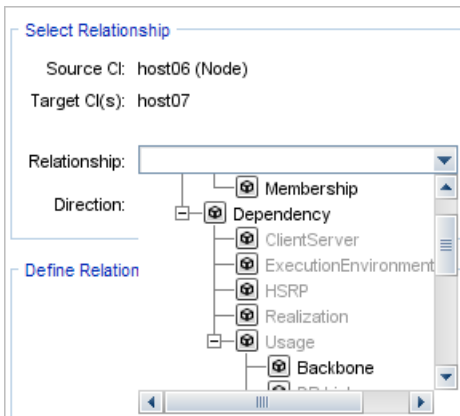 Select Relationship
Source CI: host06 (Node)
Target CI(s): host07
Relationship:
Membership
Direction:
Dependency
ClientServer
Define Relation
ExecutionEnvironment
HSRP
Realization
Usage
Backbone